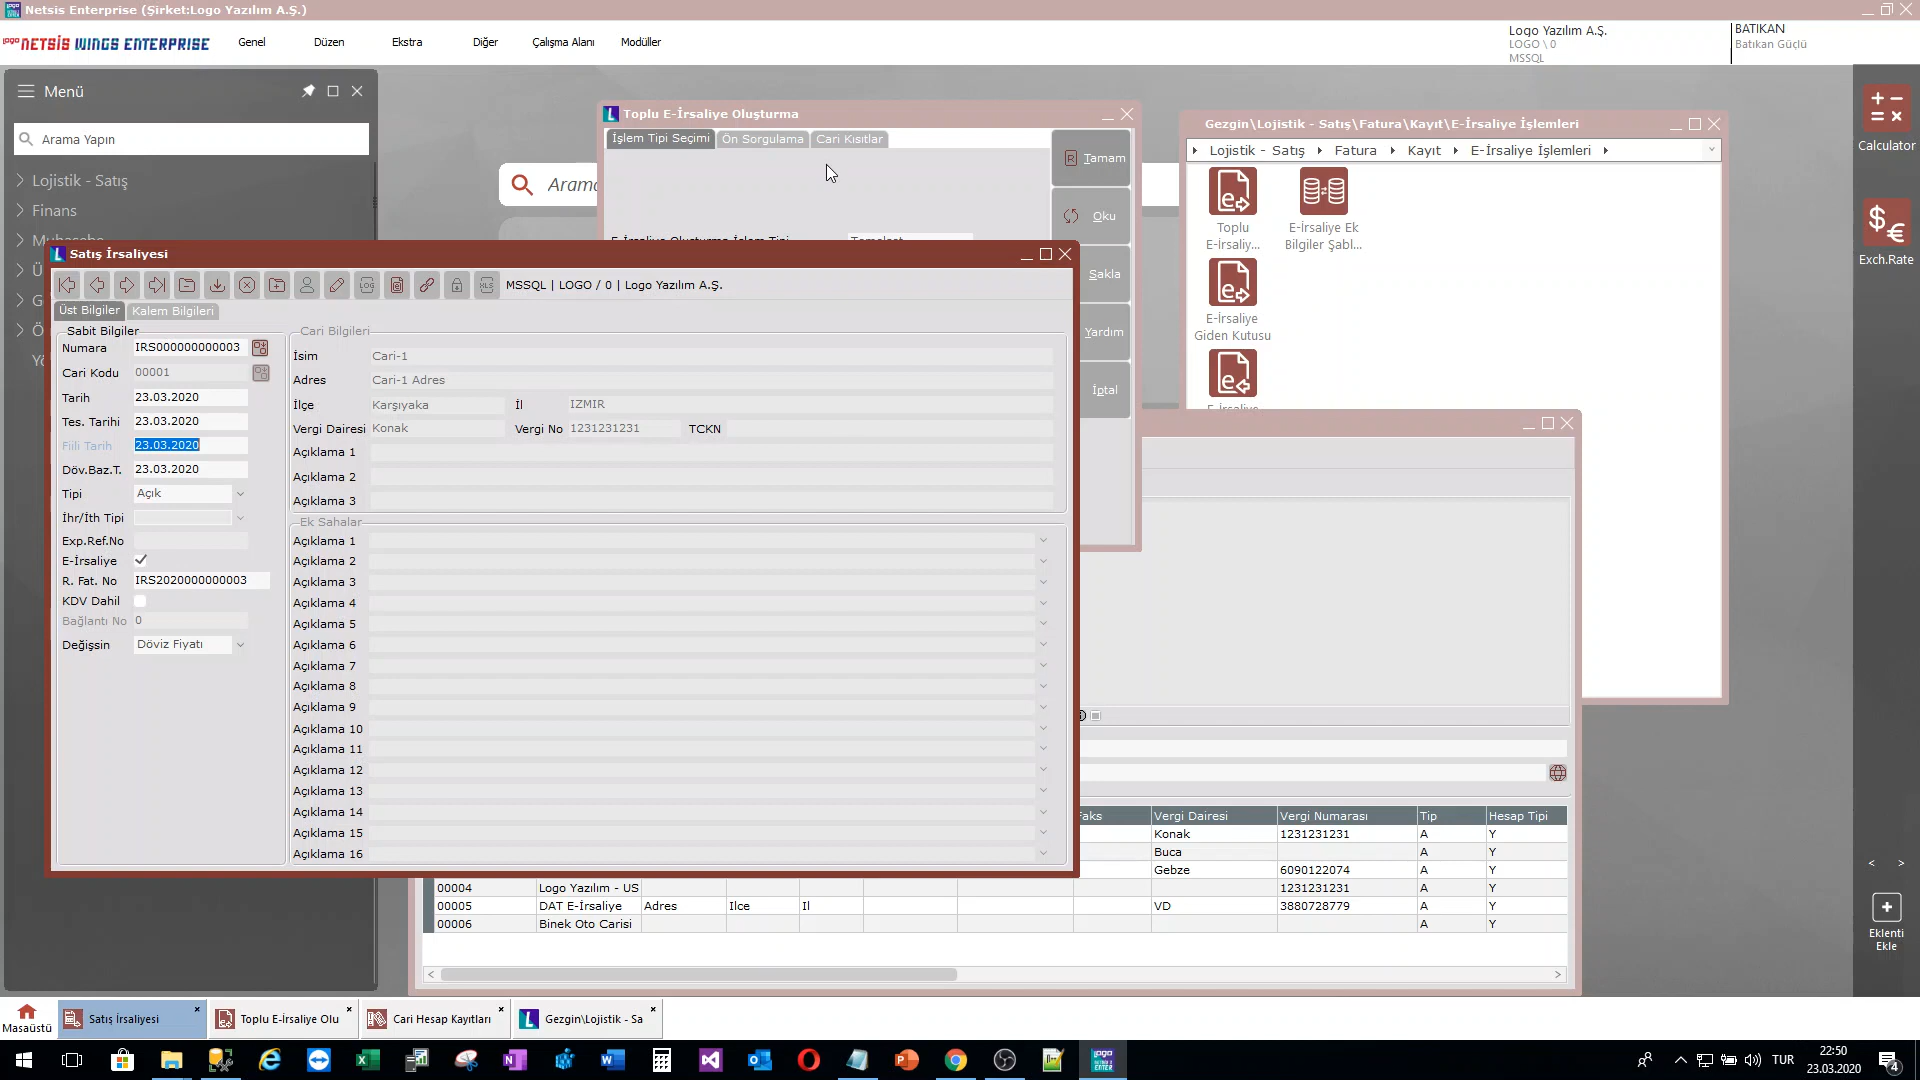 Netsis Enterprise (Şirket:Logo Yazılım A.Ş.)
LOGO NETSİS WINGS ENTERPRISE
Genel
Düzen
Ekstra
Diğer
Çalışma Alanı
Modüller
Logo Yazılım A.Ş.
LOGO \ 0
MSSQL
BATIKAN
Batıkan Güçlü
Menü
Arama Yapın
Lojistik - Satış
Finans
Arama
Toplu E-İrsaliye Oluşturma
İşlem Tipi Seçimi
Ön Sorgulama
Cari Kısıtlar
Tamam
Oku
Sakla
Yardım
İptal
Gezgin\Lojistik - Satış\Fatura\Kayıt\E-İrsaliye İşlemleri
Lojistik - Satış
Fatura
Kayıt
E-İrsaliye İşlemleri
Toplu
E-İrsaliy...
E-İrsaliye Ek
Bilgiler Şabl...
E-İrsaliye
Giden Kutusu
Calculator
Exch.Rate
Eklenti
Ekle
Satış İrsaliyesi
MSSQL | LOGO / 0 | Logo Yazılım A.Ş.
Üst Bilgiler
Kalem Bilgileri
Sabit Bilgiler
Numara IRS000000000003
Cari Kodu 00001
Tarih 23.03.2020
Tes. Tarihi 23.03.2020
Fiili Tarih 23.03.2020
Döv.Baz.T. 23.03.2020
Tipi Açık
İhr/İth Tipi
Exp.Ref.No
E-İrsaliye
R. Fat. No IRS2020000000003
KDV Dahil
Bağlantı No 0
Değişsin Döviz Fiyatı
Cari Bilgileri
İsim Cari-1
Adres Cari-1 Adres
İlçe Karşıyaka İl IZMIR
Vergi Dairesi Konak Vergi No 1231231231 TCKN
Açıklama 1
Açıklama 2
Açıklama 3
Ek Sahalar
Açıklama 1
Açıklama 2
Açıklama 3
Açıklama 4
Açıklama 5
Açıklama 6
Açıklama 7
Açıklama 8
Açıklama 9
Açıklama 10
Açıklama 11
Açıklama 12
Açıklama 13
Açıklama 14
Açıklama 15
Açıklama 16
Vergi Dairesi Vergi Numarası Tip Hesap Tipi
Konak 1231231231 A Y
Buca A Y
Gebze 6090122074 A Y
00004 Logo Yazılım - US 1231231231 A Y
00005 DAT E-İrsaliye Adres Ilce Il VD 3880728779 A Y
00006 Binek Oto Carisi A Y
Masaüstü
Satış İrsaliyesi
Toplu E-İrsaliye Olu
Cari Hesap Kayıtları
Gezgin\Lojistik - Sa
TUR
22:50
23.03.2020
4